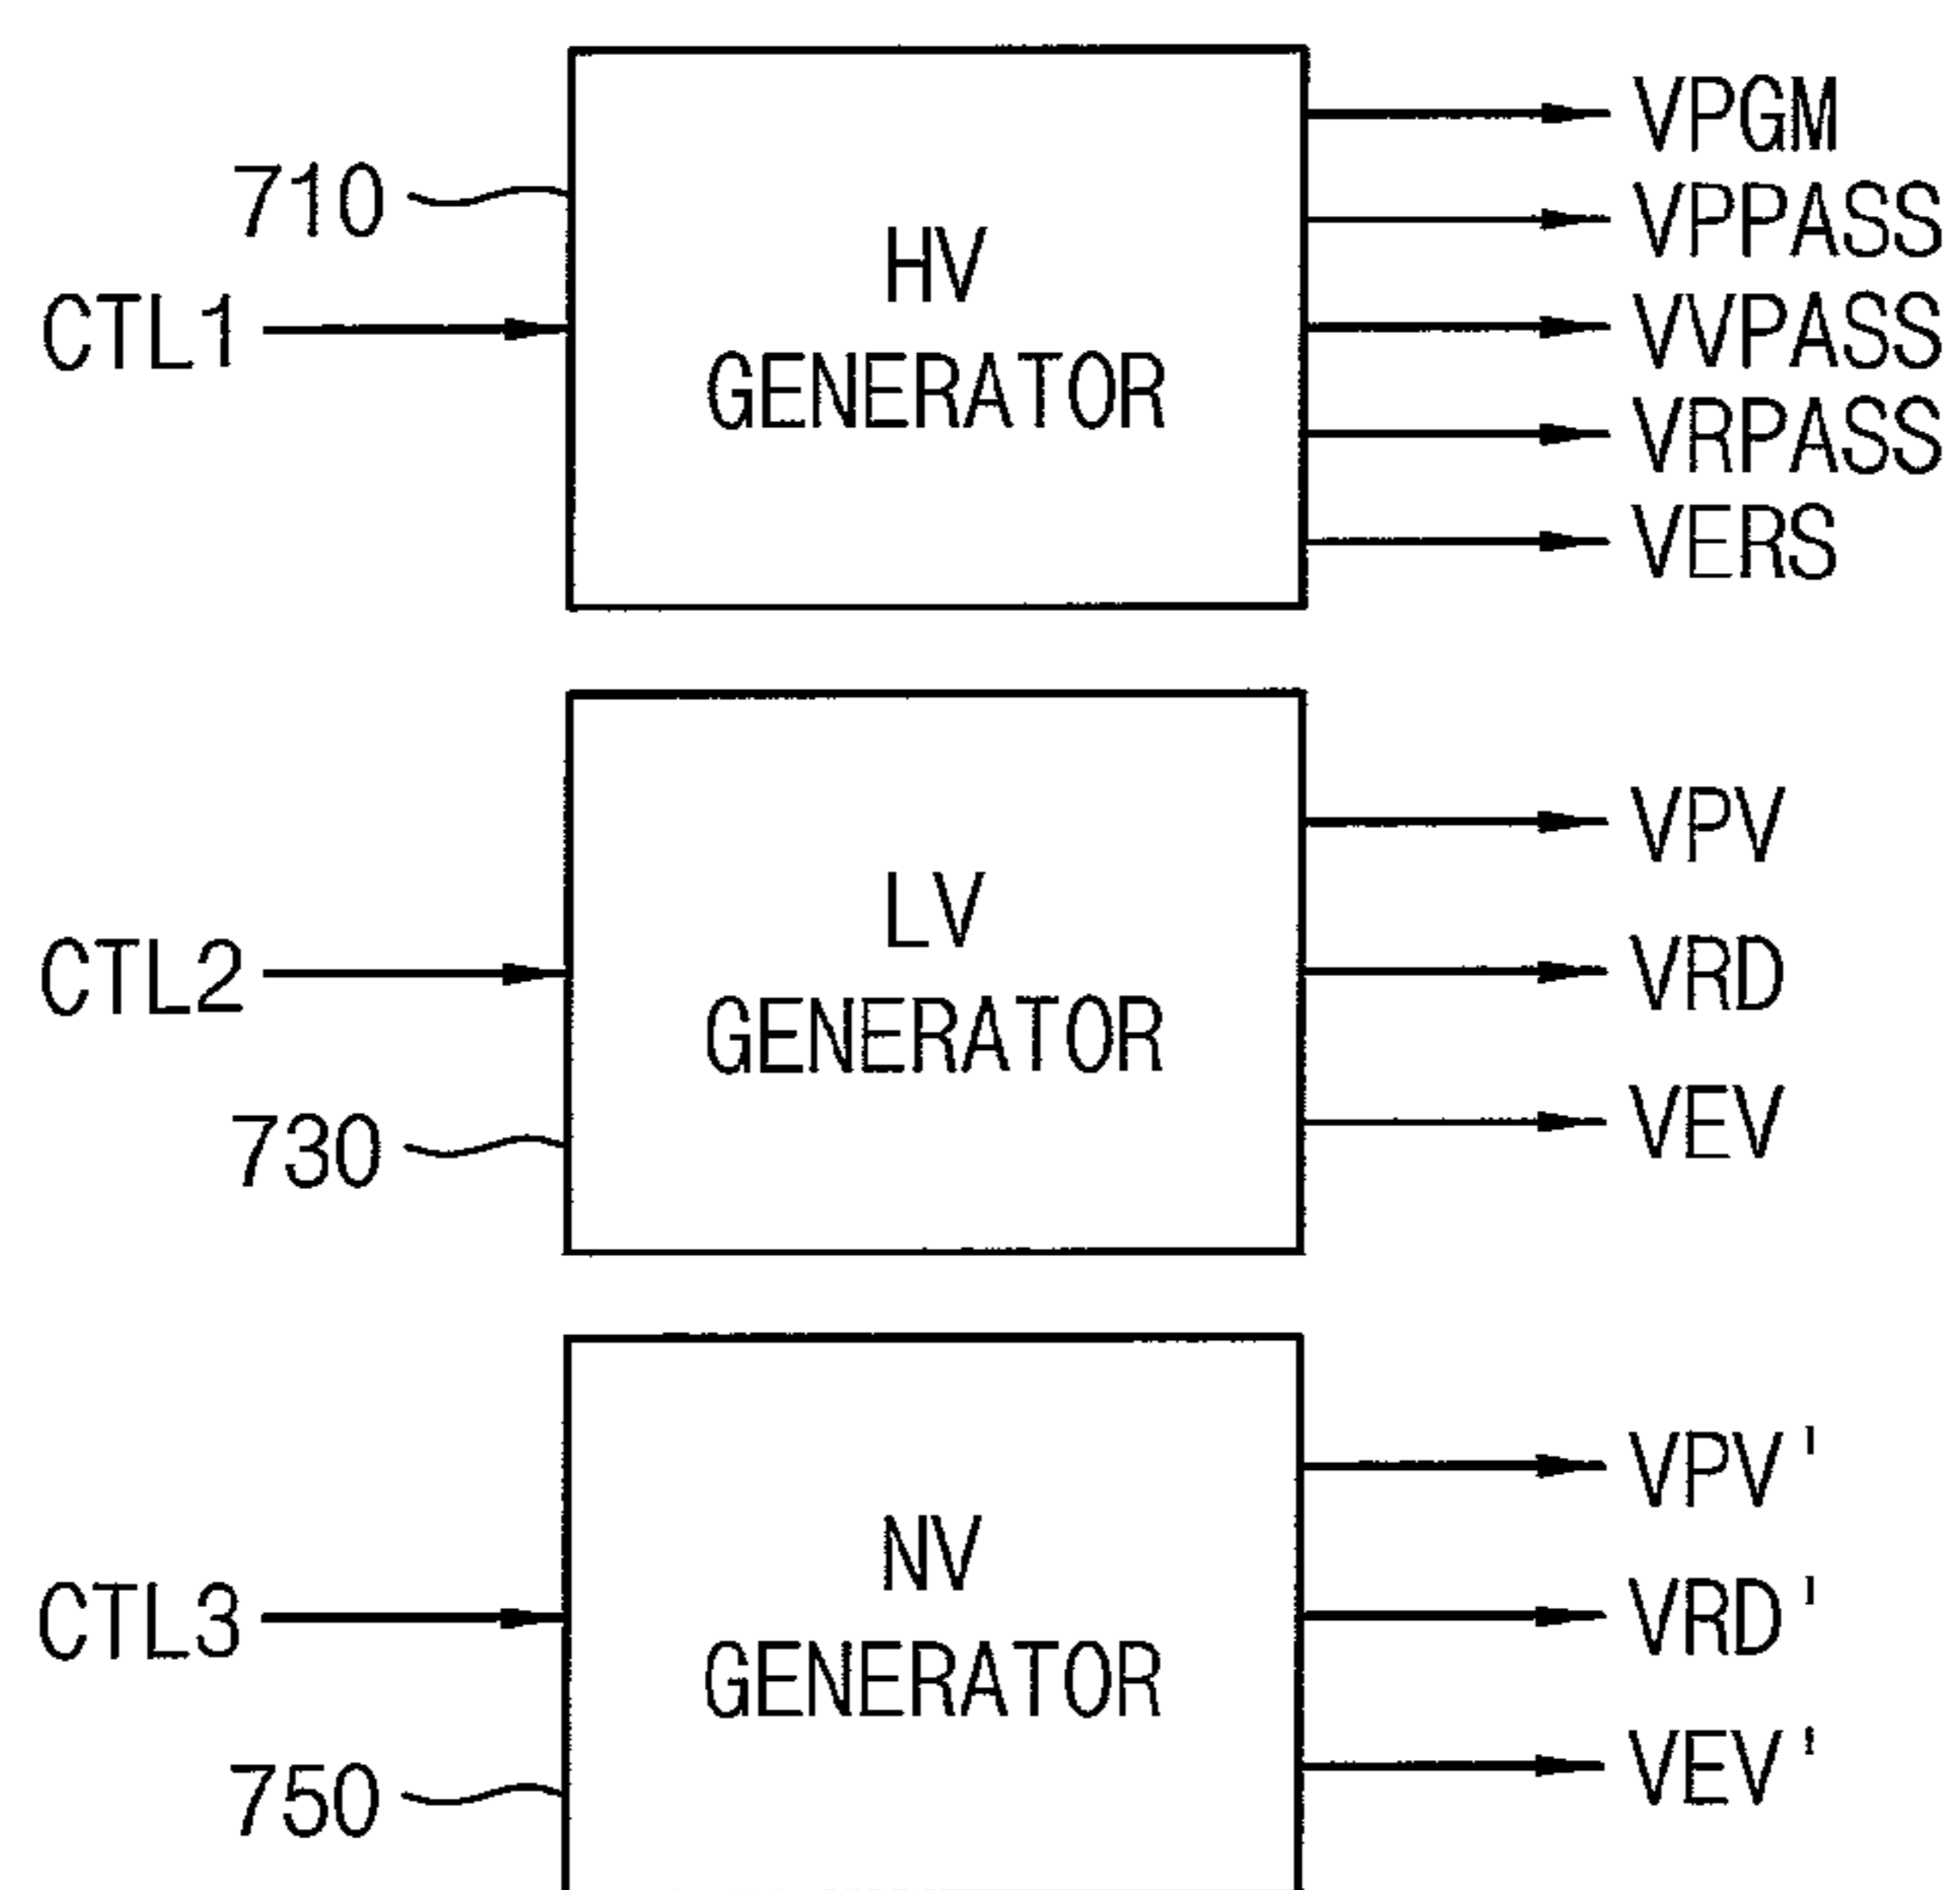 710
CTL1
HV
GENERATOR
VPGM
VPPASS
VVPASS
VRPASS
VERS
CTL2
730
LV
GENERATOR
VPV
VRD
VEV
CTL3
750
NV
GENERATOR
VPV'
VRD'
VEV'